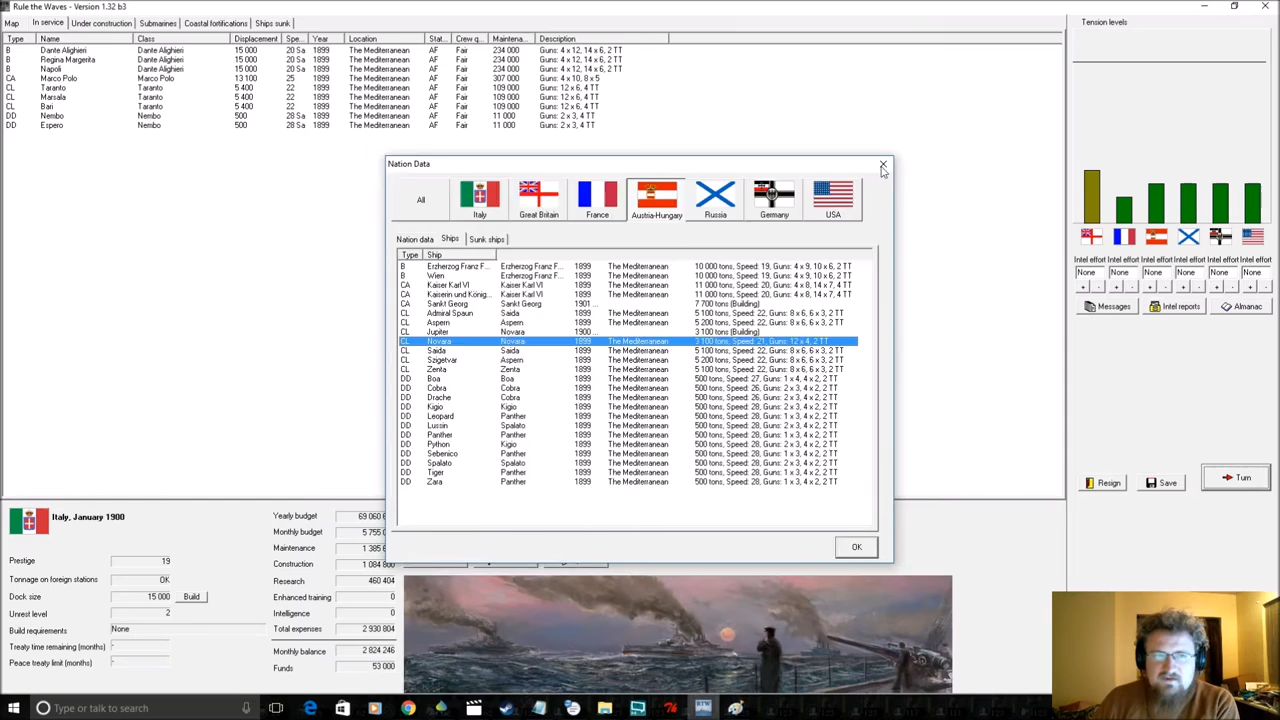 Rule the Waves - Version 1.32 b3
Map In service Under construction Submarines Coastal fortifications Ships sunk
Type Name Class Displacement Spe... Year Location Stat... Crew q... Maintena... Description
B Dante Alighieri Dante Alighieri 15 000 20 Sa 1899 The Mediterranean AF Fair 234 000 Guns: 4 x 12, 14 x 6, 2 TT
B Regina Margerita Dante Alighieri 15 000 20 Sa 1899 The Mediterranean AF Fair 234 000 Guns: 4 x 12, 14 x 6, 2 TT
B Napoli Dante Alighieri 15 000 20 Sa 1899 The Mediterranean AF Fair 234 000 Guns: 4 x 12, 14 x 6, 2 TT
CA Marco Polo Marco Polo 13 100 25 1899 The Mediterranean AF Fair 307 000 Guns: 4 x 10, 8 x 5
CL Taranto Taranto 5 400 22 1899 The Mediterranean AF Fair 109 000 Guns: 12 x 6, 4 TT
CL Marsala Taranto 5 400 22 1899 The Mediterranean AF Fair 109 000 Guns: 12 x 6, 4 TT
CL Bari Taranto 5 400 22 1899 The Mediterranean AF Fair 109 000 Guns: 12 x 6, 4 TT
DD Nembo Nembo 500 28 Sa 1899 The Mediterranean AF Fair 11 000 Guns: 2 x 3, 4 TT
DD Espero Nembo 500 28 Sa 1899 The Mediterranean AF Fair 11 000 Guns: 2 x 3, 4 TT
Nation Data
All Italy Great Britain France Austria-Hungary Russia Germany USA
Nation data Ships Sunk ships
Type Ship
B Erzherzog Franz F... Erzherzog Franz F... 1899 The Mediterranean 10 000 tons, Speed: 19, Guns: 4 x 9, 10 x 6, 2 TT
B Wien Erzherzog Franz F... 1899 The Mediterranean 10 000 tons, Speed: 19, Guns: 4 x 9, 10 x 6, 2 TT
CA Kaiser Karl VI Kaiser Karl VI 1899 The Mediterranean 11 000 tons, Speed: 20, Guns: 4 x 8, 14 x 7, 4 TT
CA Kaiserin und König... Kaiser Karl VI 1899 The Mediterranean 11 000 tons, Speed: 20, Guns: 4 x 8, 14 x 7, 4 TT
CA Sankt Georg Sankt Georg 1901 ... 7 700 tons (Building)
CL Admiral Spaun Saida 1899 The Mediterranean 5 100 tons, Speed: 22, Guns: 8 x 6, 6 x 3, 2 TT
CL Aspern Aspern 1899 The Mediterranean 5 200 tons, Speed: 22, Guns: 8 x 6, 6 x 3, 2 TT
CL Jupiter Novara 1900 ... 3 100 tons (Building)
CL Novara Novara 1899 The Mediterranean 3 100 tons, Speed: 21, Guns: 12 x 4, 2 TT
CL Saida Saida 1899 The Mediterranean 5 100 tons, Speed: 22, Guns: 8 x 6, 6 x 3, 2 TT
CL Szigetvar Aspern 1899 The Mediterranean 5 200 tons, Speed: 22, Guns: 8 x 6, 6 x 3, 2 TT
CL Zenta Saida 1899 The Mediterranean 5 100 tons, Speed: 22, Guns: 8 x 6, 6 x 3, 2 TT
DD Boa Boa 1899 The Mediterranean 500 tons, Speed: 27, Guns: 1 x 4, 4 x 2, 2 TT
DD Cobra Cobra 1899 The Mediterranean 500 tons, Speed: 26, Guns: 2 x 3, 4 x 2, 2 TT
DD Drache Cobra 1899 The Mediterranean 500 tons, Speed: 26, Guns: 2 x 3, 4 x 2, 2 TT
DD Kigio Kigio 1899 The Mediterranean 500 tons, Speed: 28, Guns: 2 x 3, 4 x 2, 2 TT
DD Leopard Panther 1899 The Mediterranean 500 tons, Speed: 28, Guns: 1 x 3, 4 x 2, 2 TT
DD Lussin Spalato 1899 The Mediterranean 500 tons, Speed: 28, Guns: 2 x 3, 4 x 2, 2 TT
DD Panther Panther 1899 The Mediterranean 500 tons, Speed: 28, Guns: 1 x 3, 4 x 2, 2 TT
DD Python Kigio 1899 The Mediterranean 500 tons, Speed: 28, Guns: 2 x 3, 4 x 2, 2 TT
DD Sebenico Panther 1899 The Mediterranean 500 tons, Speed: 28, Guns: 1 x 3, 4 x 2, 2 TT
DD Spalato Spalato 1899 The Mediterranean 500 tons, Speed: 28, Guns: 2 x 3, 4 x 2, 2 TT
DD Tiger Panther 1899 The Mediterranean 500 tons, Speed: 28, Guns: 1 x 3, 4 x 2, 2 TT
DD Zara Panther 1899 The Mediterranean 500 tons, Speed: 28, Guns: 1 x 3, 4 x 2, 2 TT
OK
Tension levels
Intel effort Intel effort Intel effort Intel effort Intel effort Intel effort
None None None None None None
+ - + - + - + - + - + -
Messages Intel reports Almanac
Resign Save Turn
Italy, January 1900
Prestige 19
Tonnage on foreign stations OK
Dock size 15 000 Build
Unrest level 2
Build requirements None
Treaty time remaining (months) -
Peace treaty limit (months) -
Yearly budget 69 060
Monthly budget 5 755
Maintenance 1 385
Construction 1 084
Research 460 404
Enhanced training 0
Intelligence 0
Total expenses 2 930 804
Monthly balance 2 824 246
Funds 53 000
Type or talk to search
RTW